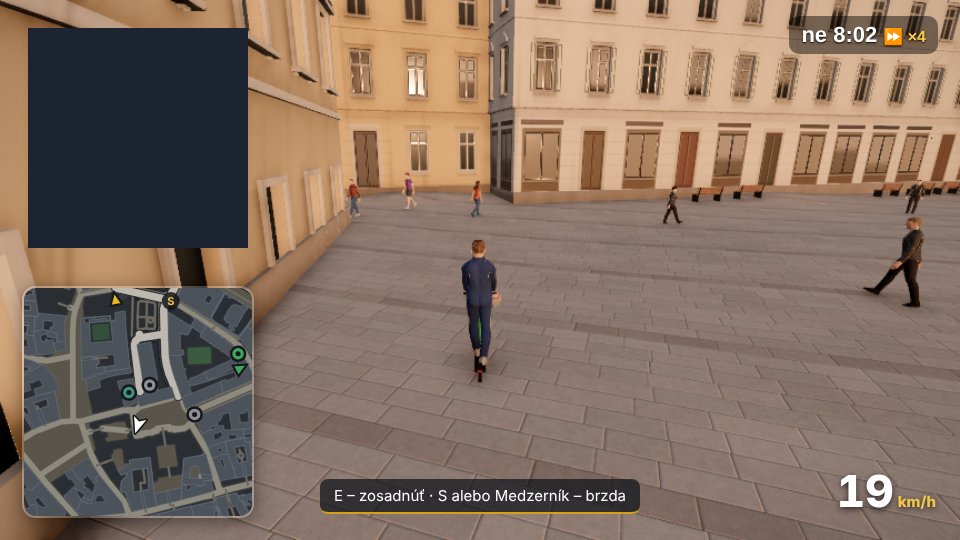 ne 8:02 ⏩ ×4
S
E – zosadnúť · S alebo Medzerník – brzda
19 km/h